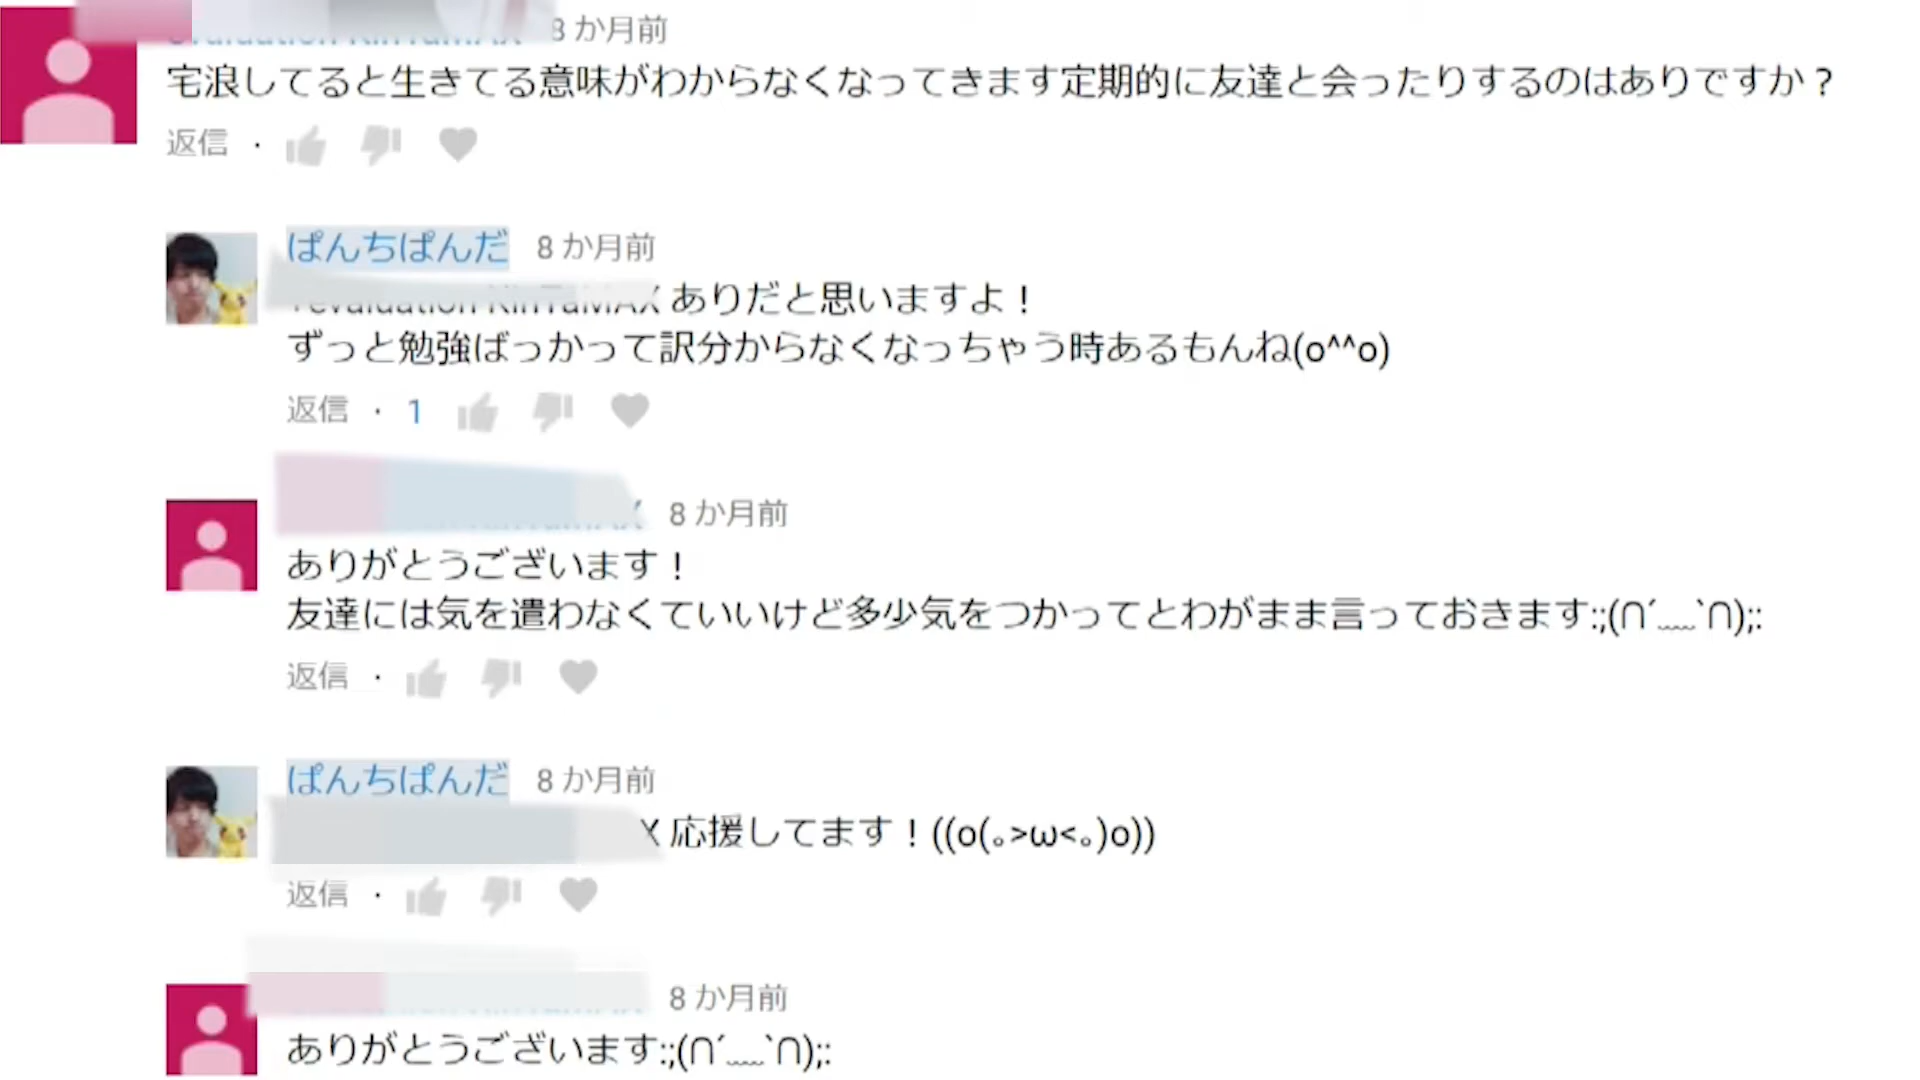 8 か月前
宅浪してると生きてる意味がわからなくなってきます定期的に友達と会ったりするのはありですか？
返信 ・
ぱんちぱんだ 8 か月前
ありだと思いますよ！
ずっと勉強ばっかって訳分からなくなっちゃう時あるもんね(o^^o)
返信 ・ 1
8 か月前
ありがとうございます！
友達には気を遣わなくていいけど多少気をつかってとわがまま言っておきます:;(∩´﹏`∩);:
返信 ・
ぱんちぱんだ 8 か月前
X 応援してます！((o(｡>ω<｡)o))
返信 ・
8 か月前
ありがとうございます:;(∩´﹏`∩);: